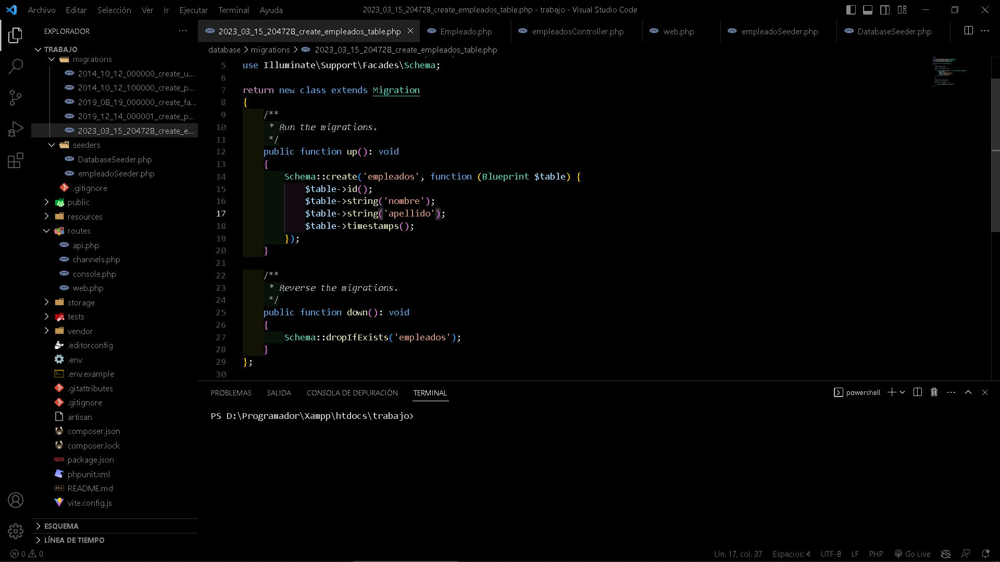 Archivo Editar Selección Ver Ir Ejecutar Terminal Ayuda
2023_03_15_204728_create_empleados_table.php - trabajo - Visual Studio Code
EXPLORADOR
TRABAJO
migrations
2014_10_12_000000_create_u...
2014_10_12_100000_create_p...
2019_08_19_000000_create_fa...
2019_12_14_000001_create_p...
2023_03_15_204728_create_e...
seeders
DatabaseSeeder.php
empleadoSeeder.php
.gitignore
public
resources
routes
api.php
channels.php
console.php
web.php
storage
tests
vendor
.editorconfig
.env
.env.example
.gitattributes
.gitignore
artisan
composer.json
composer.lock
package.json
phpunit.xml
README.md
vite.config.js
ESQUEMA
LÍNEA DE TIEMPO
2023_03_15_204728_create_empleados_table.php Empleado.php empleadosController.php web.php empleadoSeeder.php DatabaseSeeder.php
database > migrations > 2023_03_15_204728_create_empleados_table.php
5 use Illuminate\Support\Facades\Schema;
6
7 return new class extends Migration
8 {
9 /**
10 * Run the migrations.
11 */
12 public function up(): void
13 {
14 Schema::create('empleados', function (Blueprint $table) {
15 $table->id();
16 $table->string('nombre');
17 $table->string('apellido');
18 $table->timestamps();
19 });
20 }
21
22 /**
23 * Reverse the migrations.
24 */
25 public function down(): void
26 {
27 Schema::dropIfExists('empleados');
28 }
29 };
30
PROBLEMAS SALIDA CONSOLA DE DEPURACIÓN TERMINAL
powershell
PS D:\Programador\Xampp\htdocs\trabajo>
0 0
Lín. 17, col. 37 Espacios: 4 UTF-8 LF PHP Go Live